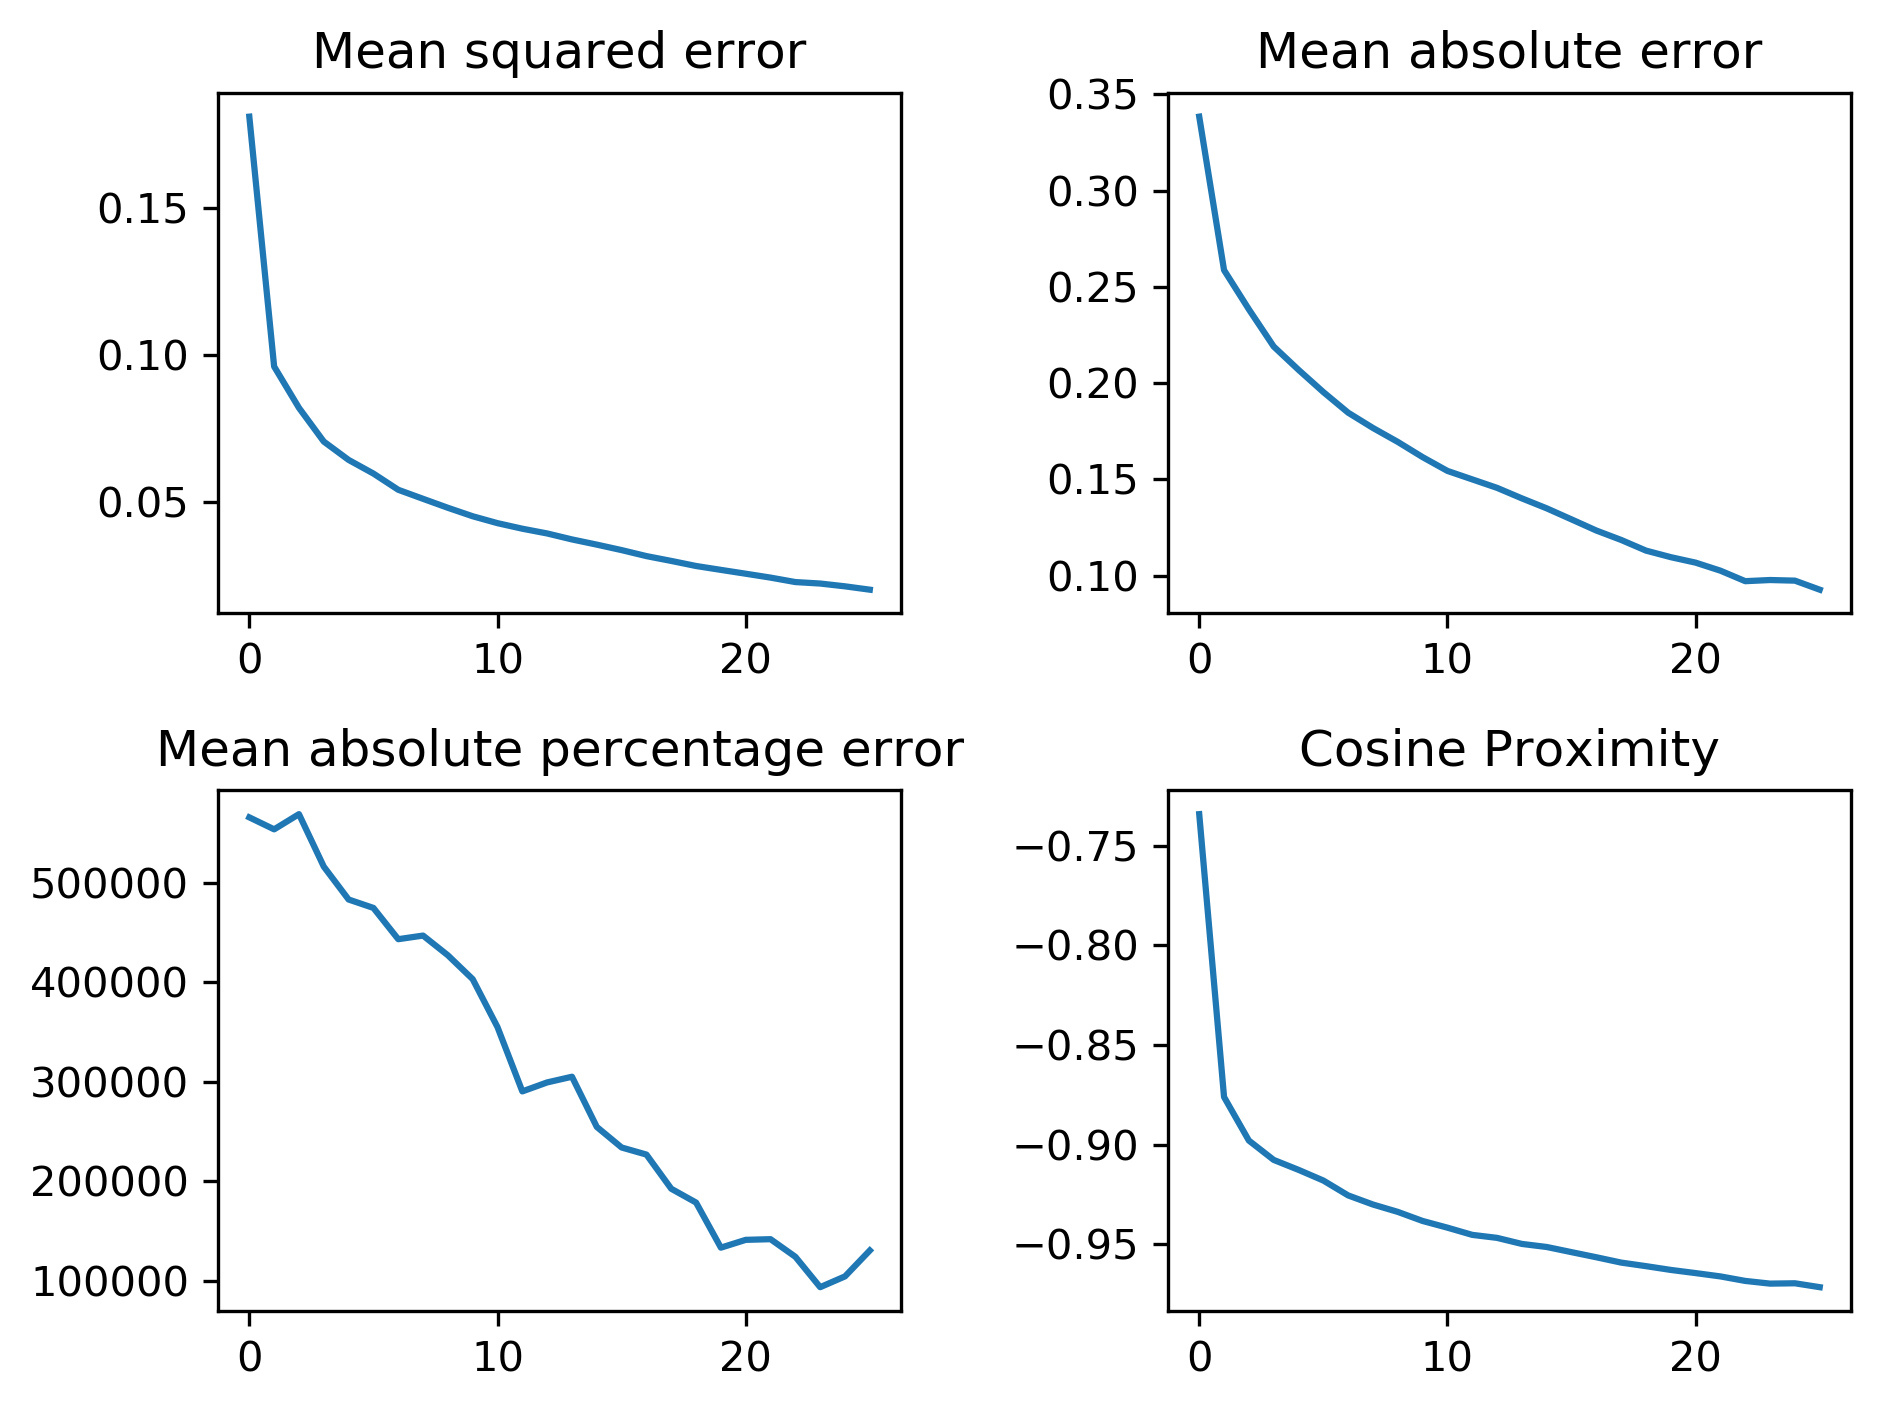 Mean squared error
0.15
0.10
0.05
0 10 20
Mean absolute error
0.35
0.30
0.25
0.20
0.15
0.10
0 10 20
Mean absolute percentage error
500000
400000
300000
200000
100000
0 10 20
Cosine Proximity
−0.75
−0.80
−0.85
−0.90
−0.95
0 10 20